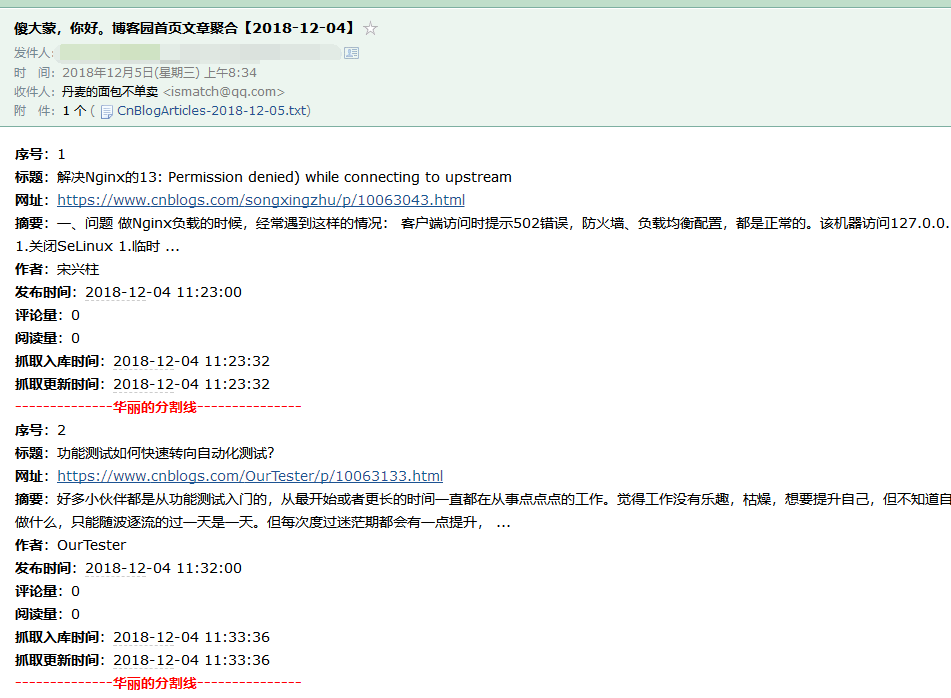 傻大蒙，你好。博客园首页文章聚合【2018-12-04】☆
发件人：
时 间：2018年12月5日(星期三) 上午8:34
收件人：丹麦的面包不单卖 <ismatch@qq.com>
附 件：1 个 ( CnBlogArticles-2018-12-05.txt)
序号：1
标题：解决Nginx的13: Permission denied) while connecting to upstream
网址：https://www.cnblogs.com/songxingzhu/p/10063043.html
摘要：一、问题 做Nginx负载的时候，经常遇到这样的情况： 客户端访问时提示502错误，防火墙、负载均衡配置，都是正常的。该机器访问127.0.0.
1.关闭SeLinux 1.临时 ...
作者：宋兴柱
发布时间：2018-12-04 11:23:00
评论量：0
阅读量：0
抓取入库时间：2018-12-04 11:23:32
抓取更新时间：2018-12-04 11:23:32
--------------华丽的分割线---------------
序号：2
标题：功能测试如何快速转向自动化测试?
网址：https://www.cnblogs.com/OurTester/p/10063133.html
摘要：好多小伙伴都是从功能测试入门的，从最开始或者更长的时间一直都在从事点点点的工作。觉得工作没有乐趣，枯燥，想要提升自己，但不知道自
做什么，只能随波逐流的过一天是一天。但每次度过迷茫期都会有一点提升， ...
作者：OurTester
发布时间：2018-12-04 11:32:00
评论量：0
阅读量：0
抓取入库时间：2018-12-04 11:33:36
抓取更新时间：2018-12-04 11:33:36
--------------华丽的分割线---------------